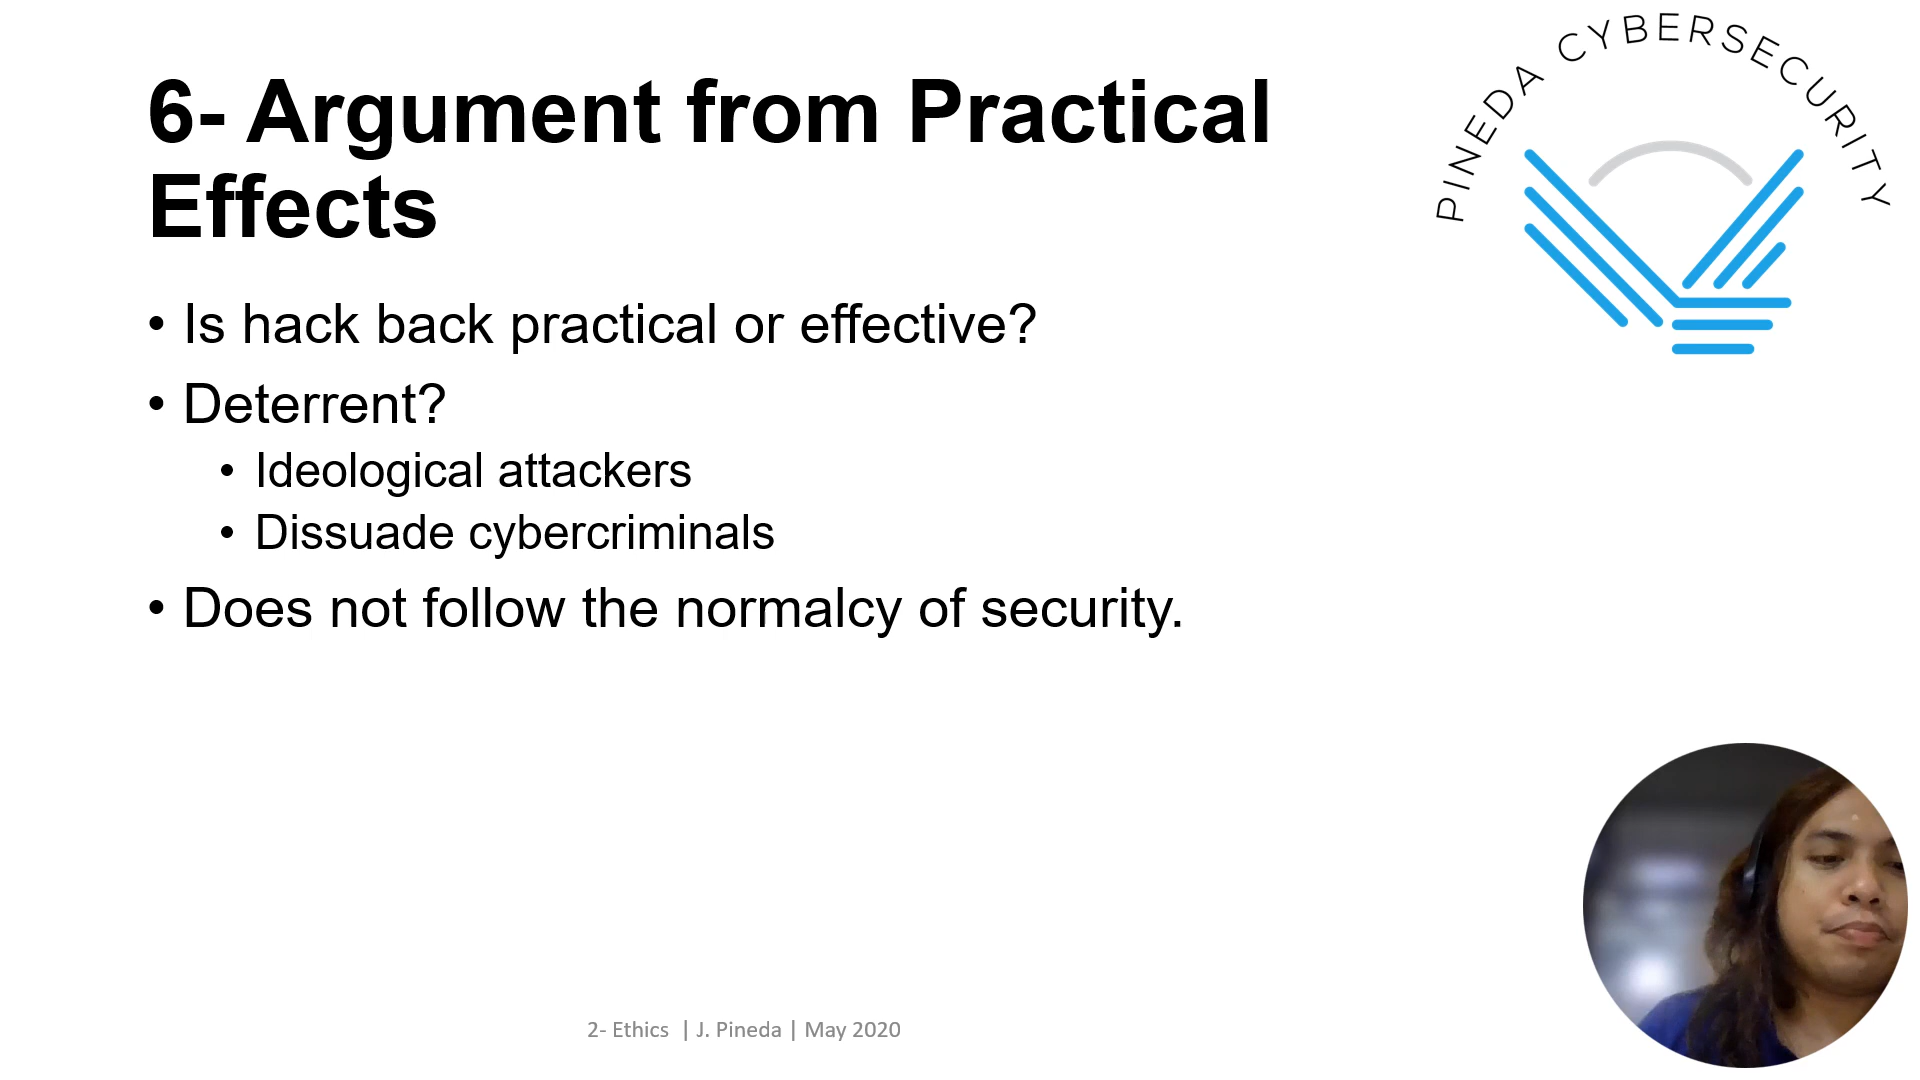 PINEDA CYBERSECURITY
6- Argument from Practical
Effects
• Is hack back practical or effective?
• Deterrent?
• Ideological attackers
• Dissuade cybercriminals
• Does not follow the normalcy of security.
2- Ethics | J. Pineda | May 2020